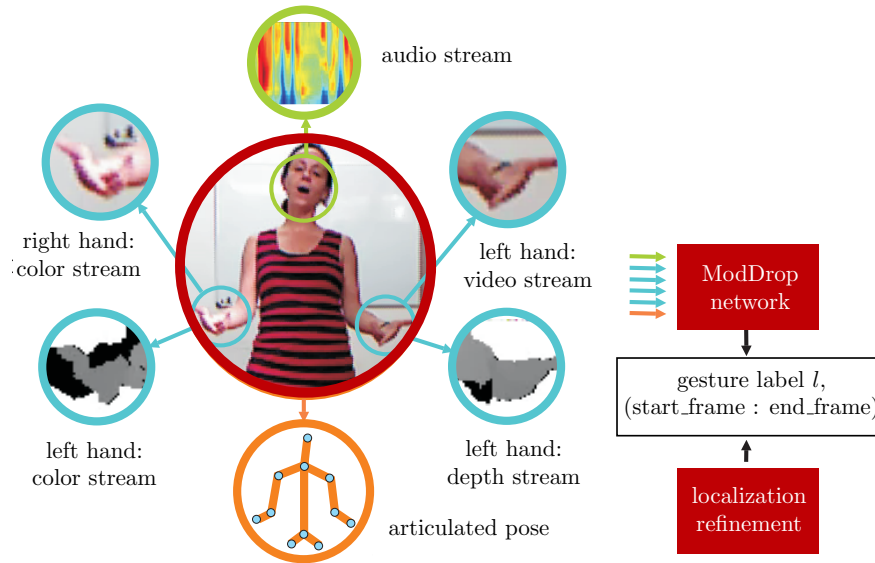 audio stream
right hand:
color stream
left hand:
video stream
left hand:
color stream
left hand:
depth stream
articulated pose
ModDrop
network
gesture label l,
(start_frame : end_frame)
localization
refinement